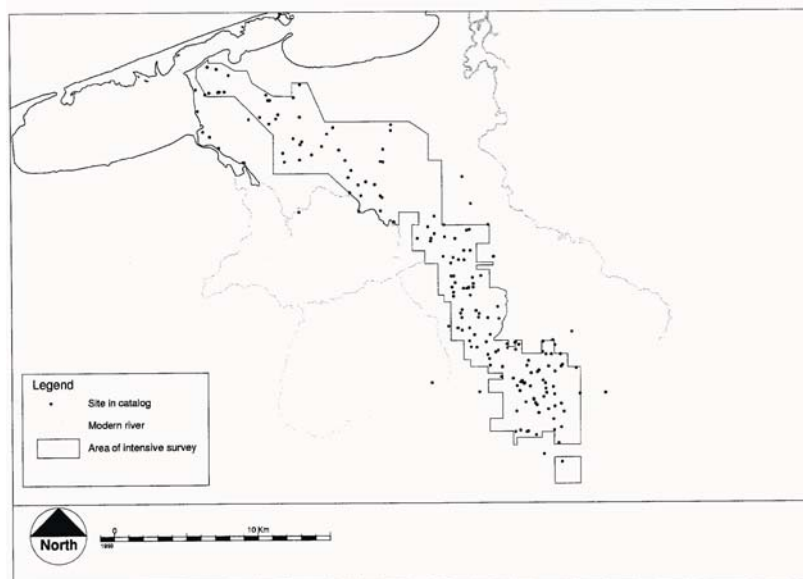 Legend
Site in catalog
Modern river
Area of intensive survey
North
0 10 Km